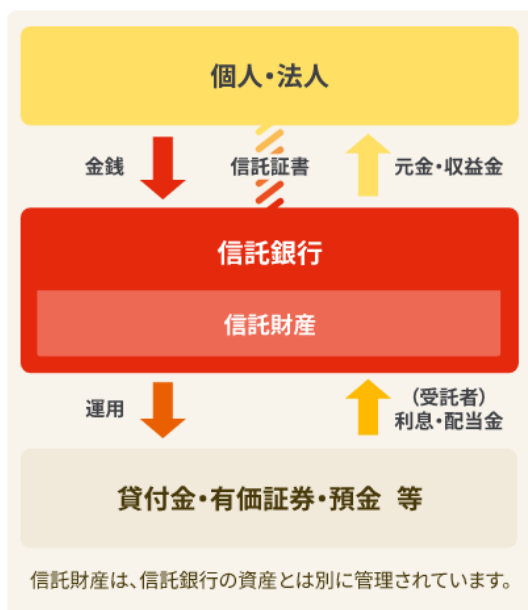 個人・法人
金銭
信託証書
元金・収益金
信託銀行
信託財産
運用
(受託者)
利息・配当金
貸付金・有価証券・預金 等
信託財産は、信託銀行の資産とは別に管理されています。